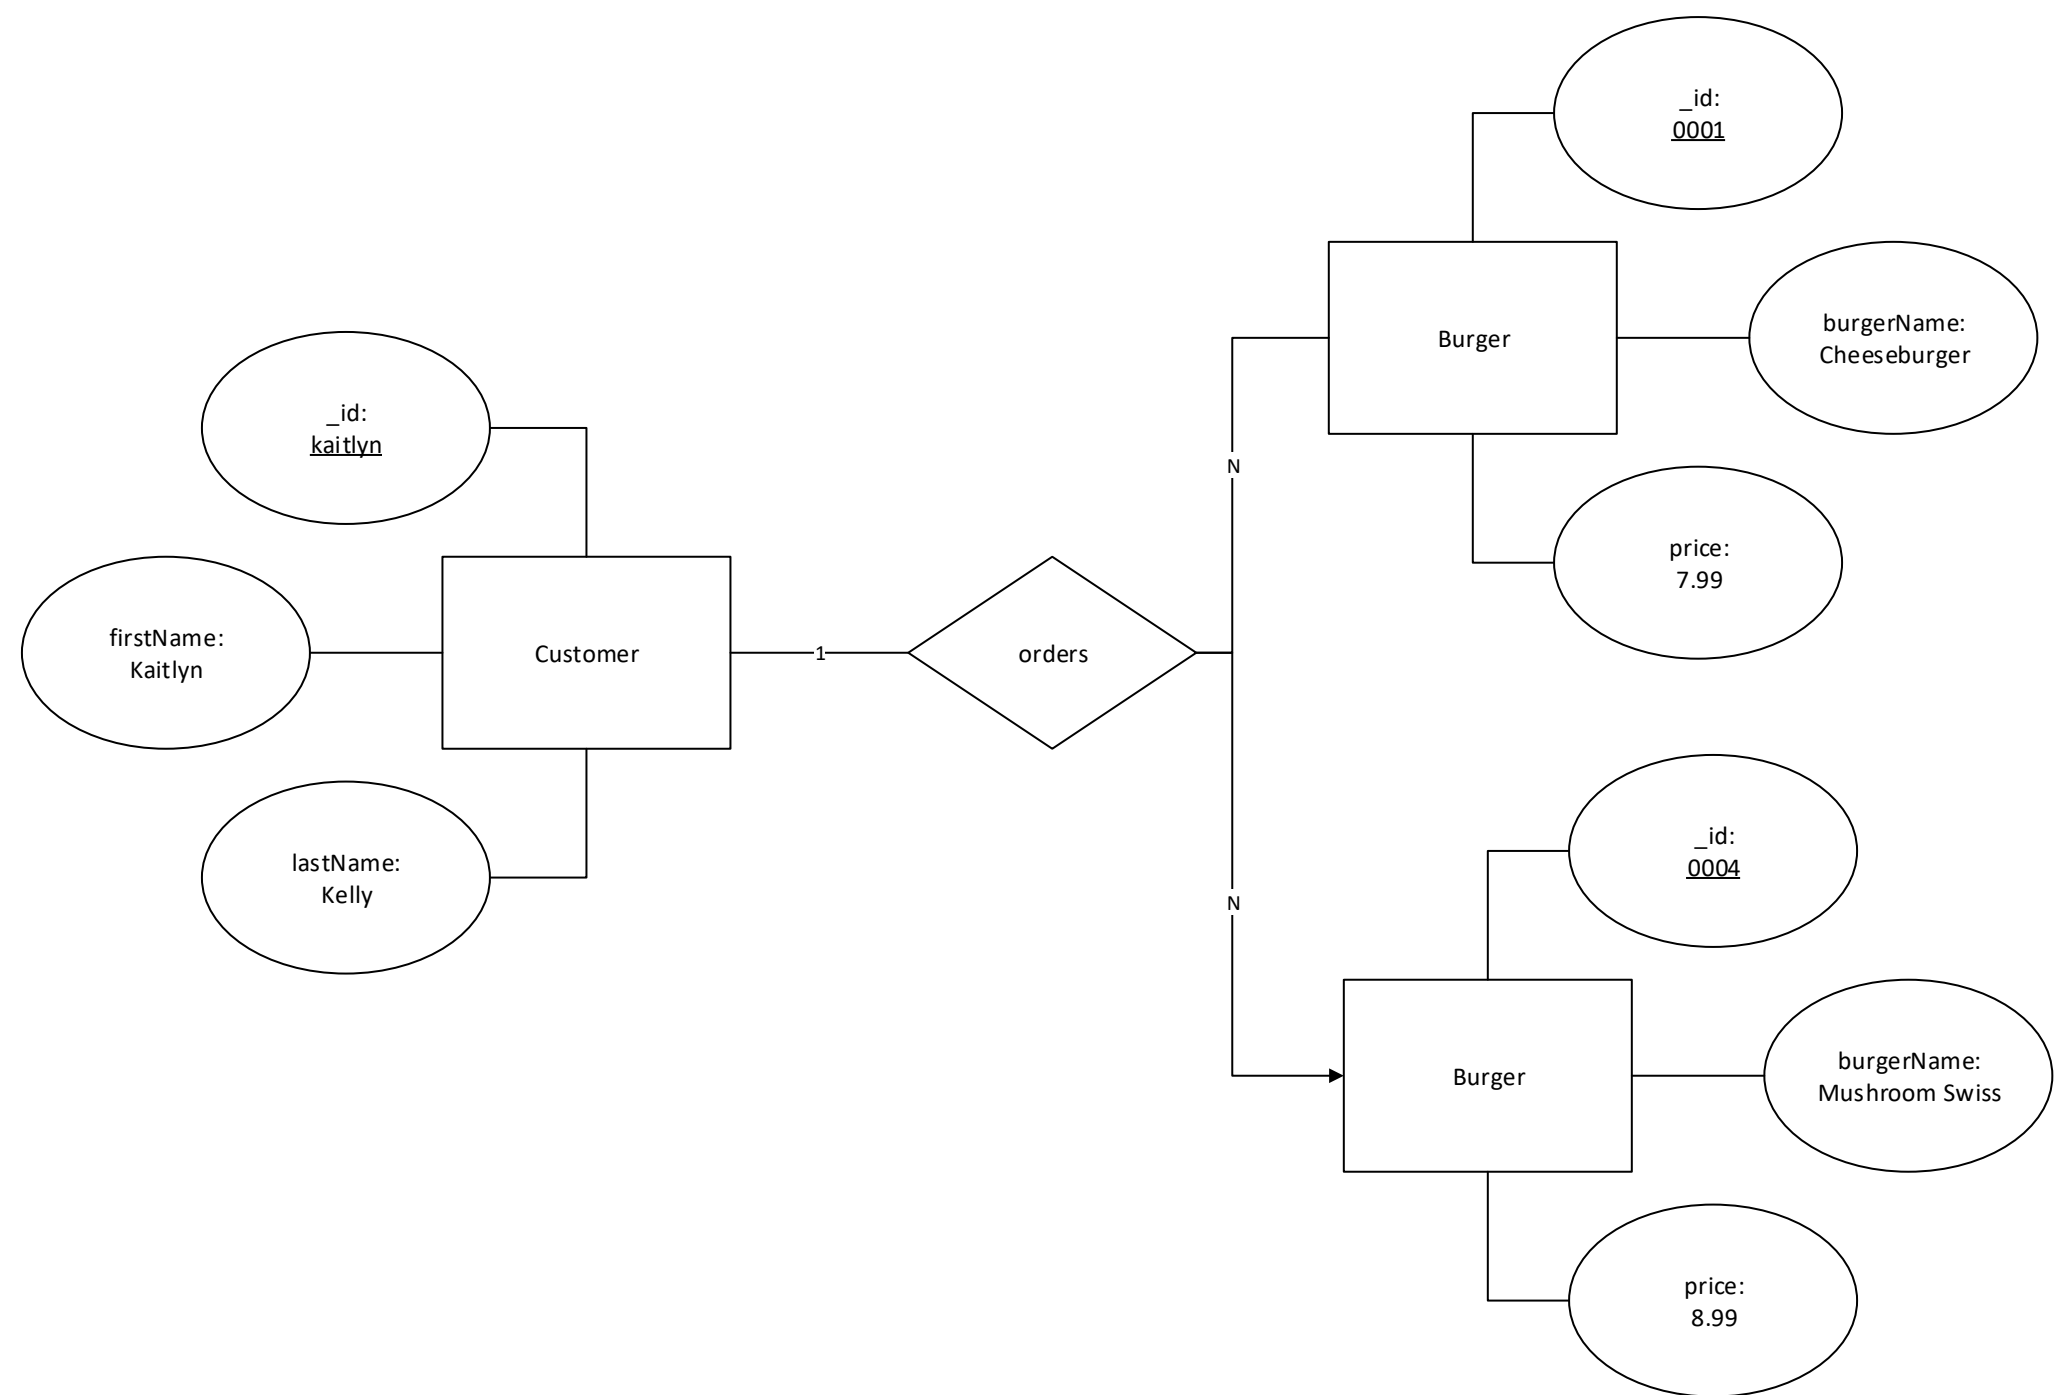 _id:
0001
burgerName:
Cheeseburger
Burger
price:
7.99
N
_id:
kaitlyn
firstName:
Kaitlyn
Customer
1
orders
lastName:
Kelly
N
_id:
0004
burgerName:
Mushroom Swiss
Burger
price:
8.99